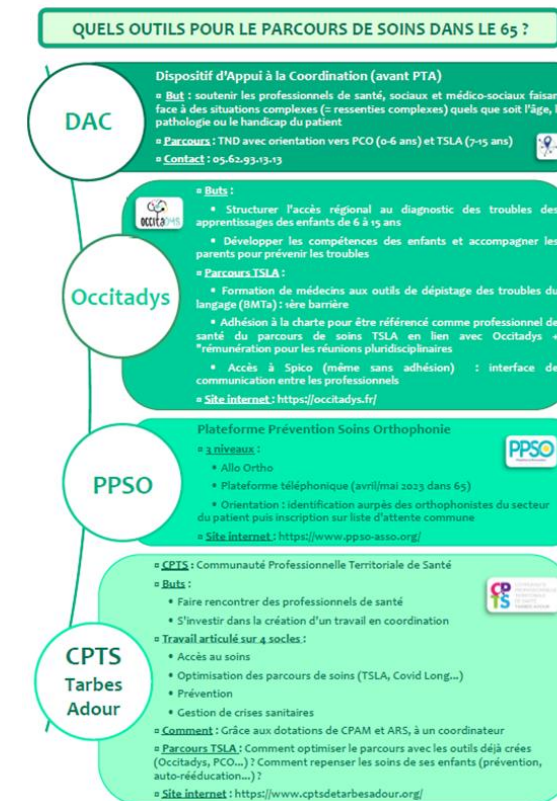 QUELS OUTILS POUR LE PARCOURS DE SOINS DANS LE 65 ?
DAC
Dispositif d'Appui à la Coordination (avant PTA)
¤ But : soutenir les professionnels de santé, sociaux et médico-sociaux faisan
face à des situations complexes (= ressenties complexes) quels que soit l'âge,
pathologie ou le handicap du patient
¤ Parcours : TND avec orientation vers PCO (0-6 ans) et TSLA (7-15 ans)
¤ Contact : 05.62.93.13.13
occitadys
Occitadys
¤ Buts :
• Structurer l'accès régional au diagnostic des troubles des
apprentissages des enfants de 6 à 15 ans
• Développer les compétences des enfants et accompagner les
parents pour prévenir les troubles
¤ Parcours TSLA :
• Formation de médecins aux outils de dépistage des troubles du
langage (BMTa) : 1ère barrière
• Adhésion à la charte pour être référencé comme professionnel de
santé du parcours de soins TSLA en lien avec Occitadys +
"rémunération pour les réunions pluridisciplinaires
• Accès à Spico (même sans adhésion) : interface de
communication entre les professionnels
¤ Site internet : https://occitadys.fr/
PPSO
Plateforme Prévention Soins Orthophonie
PPSO
¤ 3 niveaux :
• Allo Ortho
• Plateforme téléphonique (avril/mai 2023 dans 65)
• Orientation : identification aurpès des orthophonistes du secteur
du patient puis inscription sur liste d'attente commune
¤ Site internet : https://www.ppso-asso.org/
CPTS
Tarbes
Adour
¤ CPTS : Communauté Professionnelle Territoriale de Santé
CPTS
¤ Buts :
• Faire rencontrer des professionnels de santé
• S'investir dans la création d'un travail en coordination
¤ Travail articulé sur 4 socles :
• Accès au soins
• Optimisation des parcours de soins (TSLA, Covid Long...)
• Prévention
• Gestion de crises sanitaires
¤ Comment : Grâce aux dotations de CPAM et ARS, à un coordinateur
¤ Parcours TSLA : Comment optimiser le parcours avec les outils déjà crées
(Occitadys, PCO...) ? Comment repenser les soins de ses enfants (prévention,
auto-rééducation...) ?
¤ Site internet : https://www.cptsdetarbesadour.org/